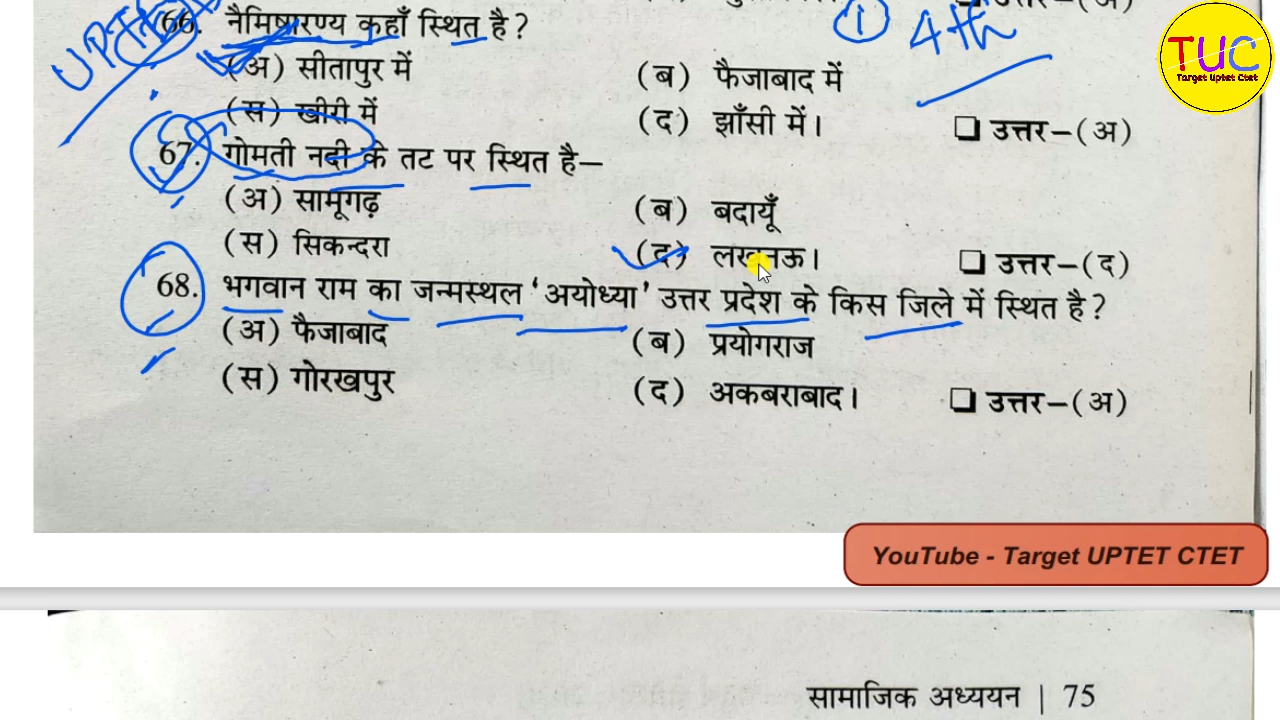 UPTET
66. नैमिषारण्य कहाँ स्थित है?
① 4th
TUC
Target Uptet Ctet
(अ) सीतापुर में (ब) फैजाबाद में
(स) खीरी में (द) झाँसी में। ❑ उत्तर–(अ)
67. गोमती नदी के तट पर स्थित है–
(अ) सामूगढ़ (ब) बदायूँ
(स) सिकन्दरा (द) लखनऊ। ❑ उत्तर–(द)
68. भगवान राम का जन्मस्थल ‘अयोध्या’ उत्तर प्रदेश के किस जिले में स्थित है?
(अ) फैजाबाद (ब) प्रयोगराज
(स) गोरखपुर (द) अकबराबाद। ❑ उत्तर–(अ)
YouTube - Target UPTET CTET
सामाजिक अध्ययन | 75